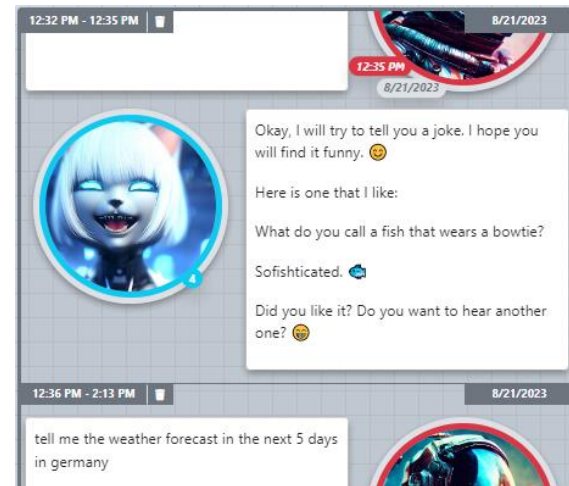 12:32 PM - 12:35 PM
8/21/2023
12:35 PM
8/21/2023
Okay, I will try to tell you a joke. I hope you
will find it funny. 😊
Here is one that I like:
What do you call a fish that wears a bowtie?
Sofishticated. 🐟
Did you like it? Do you want to hear another
one? 😁
4
12:36 PM - 2:13 PM
8/21/2023
tell me the weather forecast in the next 5 days
in germany